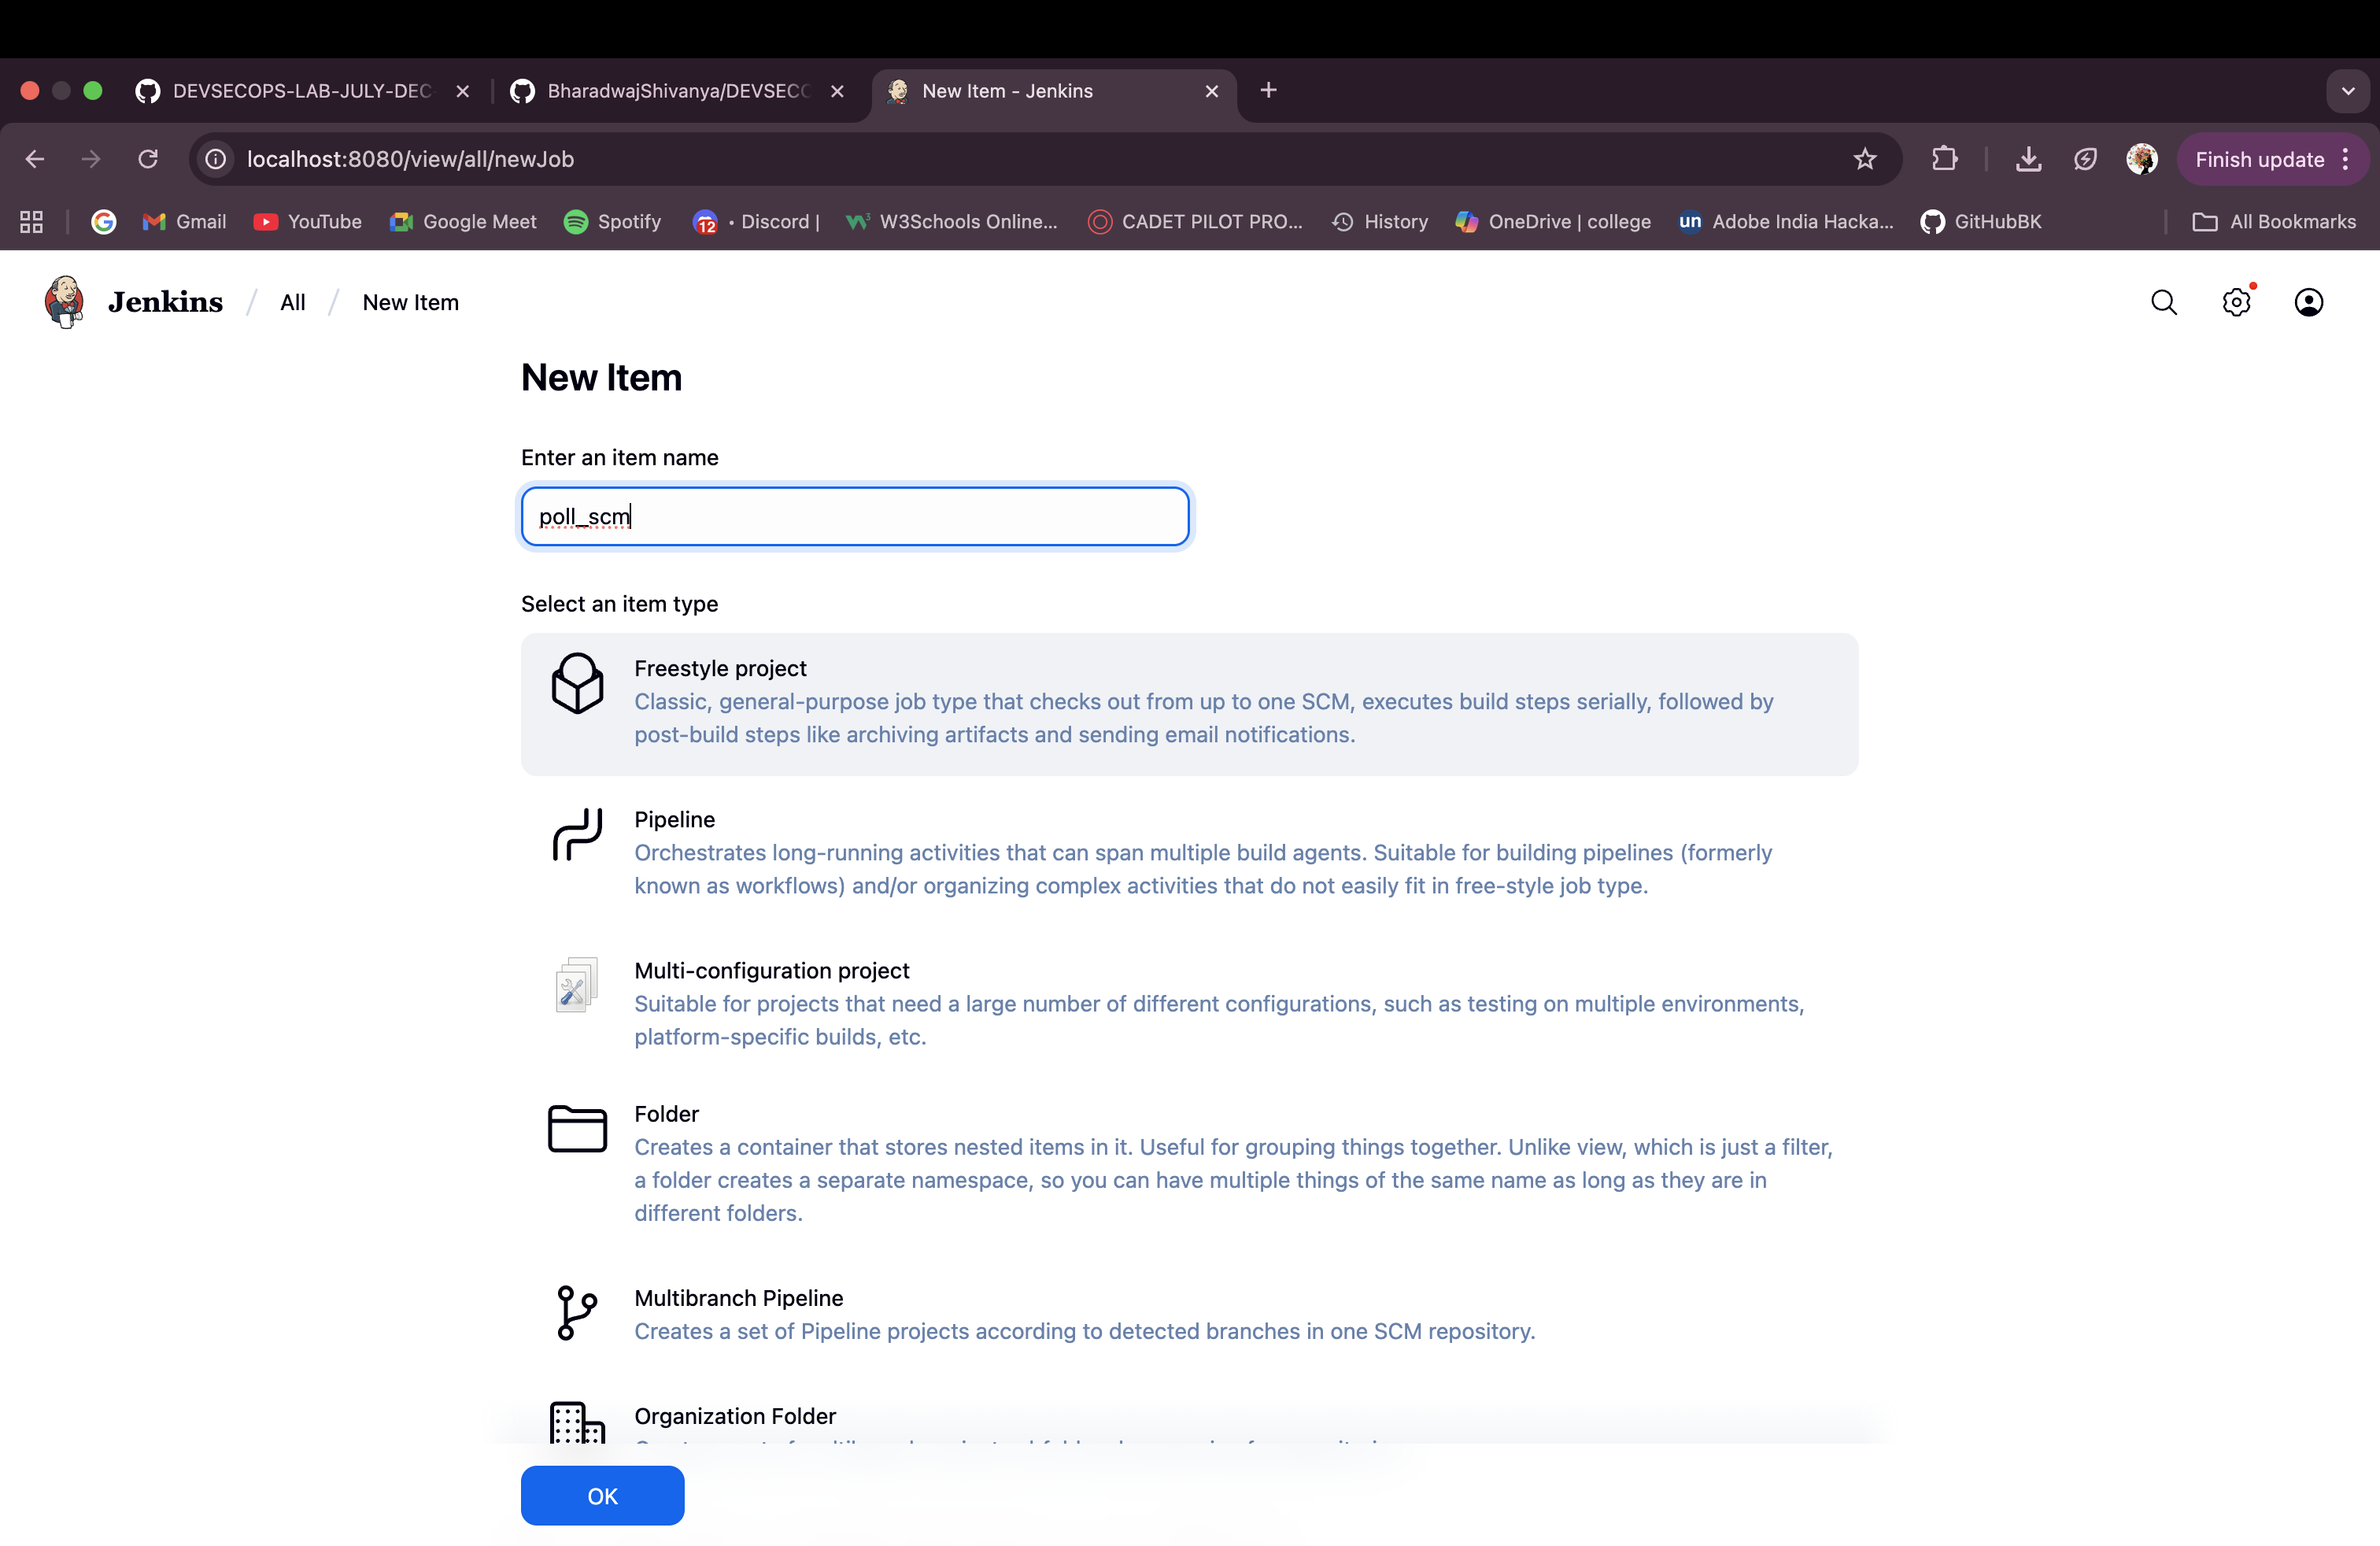 DEVSECOPS-LAB-JULY-DEC-
BharadwajShivanya/DEVSECO
New Item - Jenkins
localhost:8080/view/all/newJob
Finish update
Gmail
YouTube
Google Meet
Spotify
12
• Discord |
W3Schools Online...
CADET PILOT PRO...
History
OneDrive | college
un
Adobe India Hacka...
GitHubBK
All Bookmarks
Jenkins / All / New Item
New Item
Enter an item name
poll_scm
Select an item type
Freestyle project
Classic, general-purpose job type that checks out from up to one SCM, executes build steps serially, followed by
post-build steps like archiving artifacts and sending email notifications.
Pipeline
Orchestrates long-running activities that can span multiple build agents. Suitable for building pipelines (formerly
known as workflows) and/or organizing complex activities that do not easily fit in free-style job type.
Multi-configuration project
Suitable for projects that need a large number of different configurations, such as testing on multiple environments,
platform-specific builds, etc.
Folder
Creates a container that stores nested items in it. Useful for grouping things together. Unlike view, which is just a filter,
a folder creates a separate namespace, so you can have multiple things of the same name as long as they are in
different folders.
Multibranch Pipeline
Creates a set of Pipeline projects according to detected branches in one SCM repository.
Organization Folder
OK